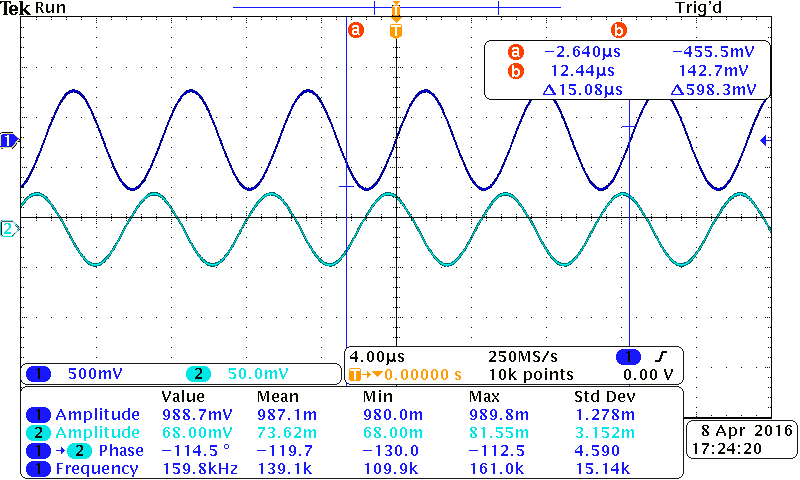 Tek Run Trig'd
T
a T b
a −2.640µs −455.5mV
b 12.44µs 142.7mV
Δ15.08µs Δ598.3mV
1
2
4.00µs 250MS/s 1
T→▼0.00000 s 10k points 0.00 V
1 500mV 2 50.0mV
Value Mean Min Max Std Dev
1 Amplitude 988.7mV 987.1m 980.0m 989.8m 1.278m
2 Amplitude 68.00mV 73.62m 68.00m 81.55m 3.152m
1 → 2 Phase −114.5 ° −119.7 −130.0 −112.5 4.590
1 Frequency 159.8kHz 139.1k 109.9k 161.0k 15.14k
8 Apr 2016
17:24:20